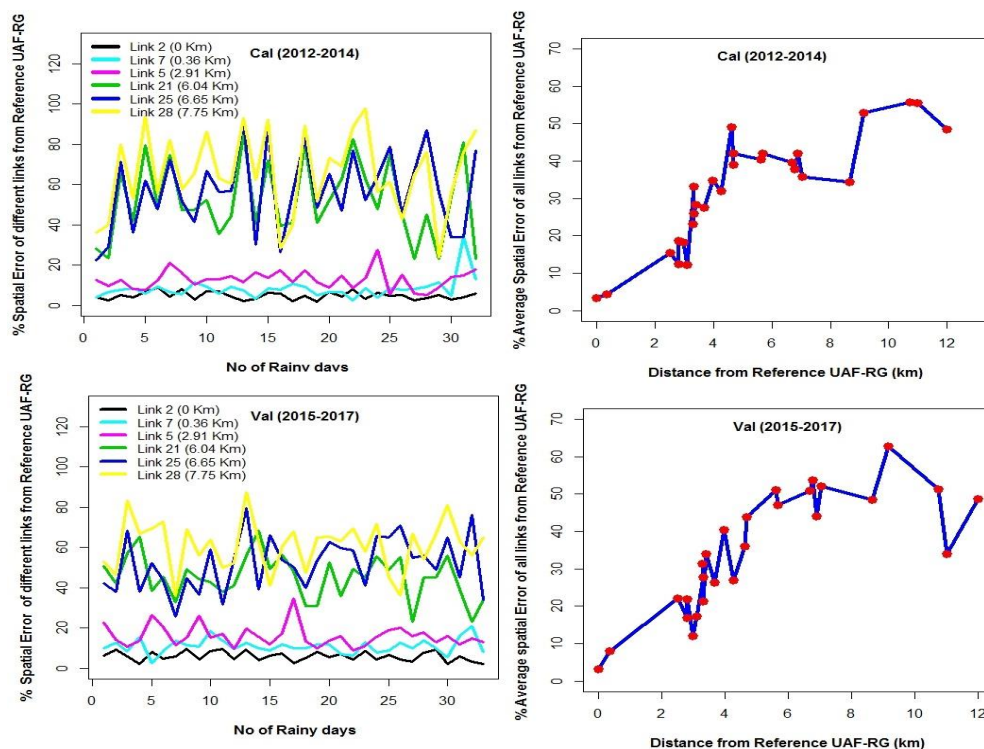 % Spatial Error of different links from Reference UAF-RG
0 20 40 60 80 100 120
Link 2 (0 Km)
Link 7 (0.36 Km)
Link 5 (2.91 Km)
Link 21 (6.04 Km)
Link 25 (6.65 Km)
Link 28 (7.75 Km)
Cal (2012-2014)
0 5 10 15 20 25 30
No of Rainy days
%Average Spatial Error of all links from Reference UAF-RG
0 10 20 30 40 50 60 70
Cal (2012-2014)
0 2 4 6 8 10 12
Distance from Reference UAF-RG (km)
% Spatial Error of different links from Reference UAF-RG
0 20 40 60 80 100 120
Link 2 (0 Km)
Link 7 (0.36 Km)
Link 5 (2.91 Km)
Link 21 (6.04 Km)
Link 25 (6.65 Km)
Link 28 (7.75 Km)
Val (2015-2017)
0 5 10 15 20 25 30
No of Rainy days
%Average spatial Error of all links from Reference UAF-RG
0 10 20 30 40 50 60 70
Val (2015-2017)
0 2 4 6 8 10 12
Distance from Reference UAF-RG (km)